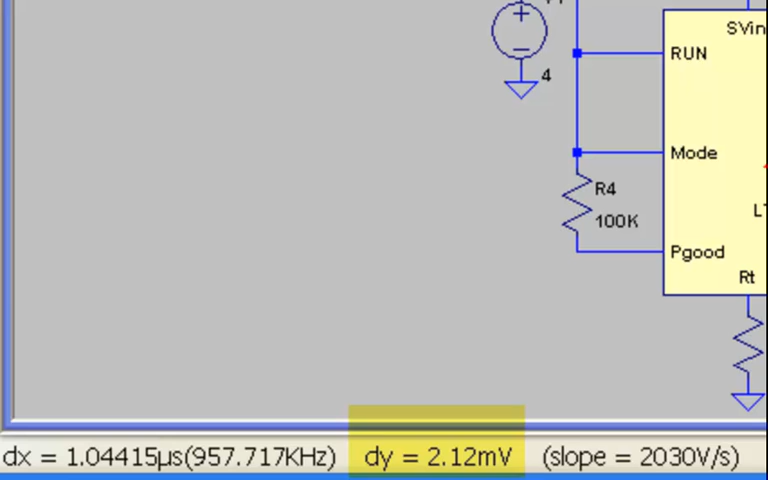 SVin
RUN
4
Mode
R4
100K
Pgood
Rt
dx = 1.04415µs(957.717KHz) dy = 2.12mV (slope = 2030V/s)